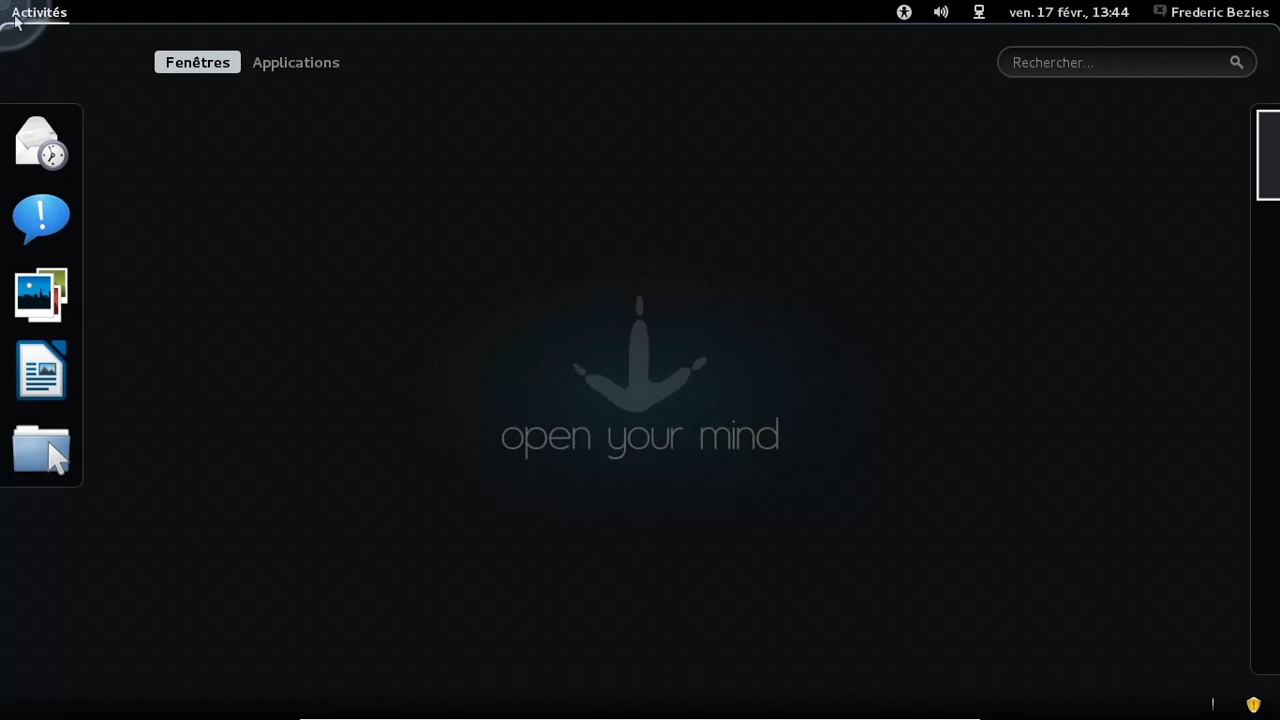 Activités
ven. 17 févr., 13:44
Frederic Bezies
Fenêtres
Applications
Rechercher...
open your mind